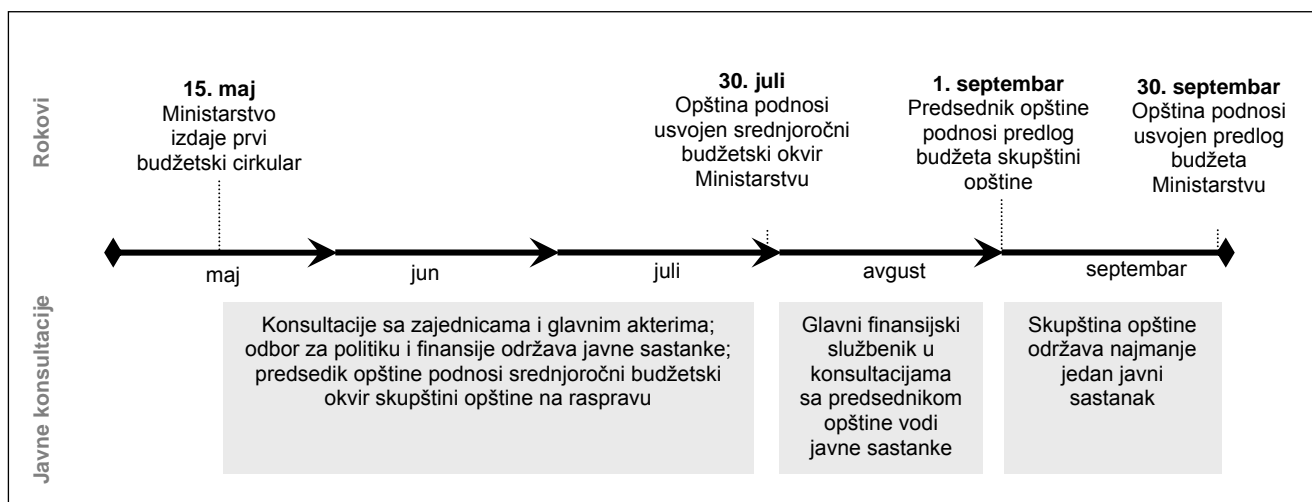 Rokovi
15. maj
Ministarstvo
izdaje prvi
budžetski cirkular
30. juli
Opština podnosi
usvojen srednjoročni
budžetski okvir
Ministarstvu
1. septembar
Predsednik opštine
podnosi predlog
budžeta skupštini
opštine
30. septembar
Opština podnosi
usvojen predlog
budžeta
Ministarstvu
maj
jun
juli
avgust
septembar
Javne konsultacije
Konsultacije sa zajednicama i glavnim akterima;
odbor za politiku i finansije održava javne sastanke;
predsedik opštine podnosi srednjoročni budžetski
okvir skupštini opštine na raspravu
Glavni finansijski
službenik u
konsultacijama
sa predsednikom
opštine vodi
javne sastanke
Skupština opštine
održava najmanje
jedan javni
sastanak